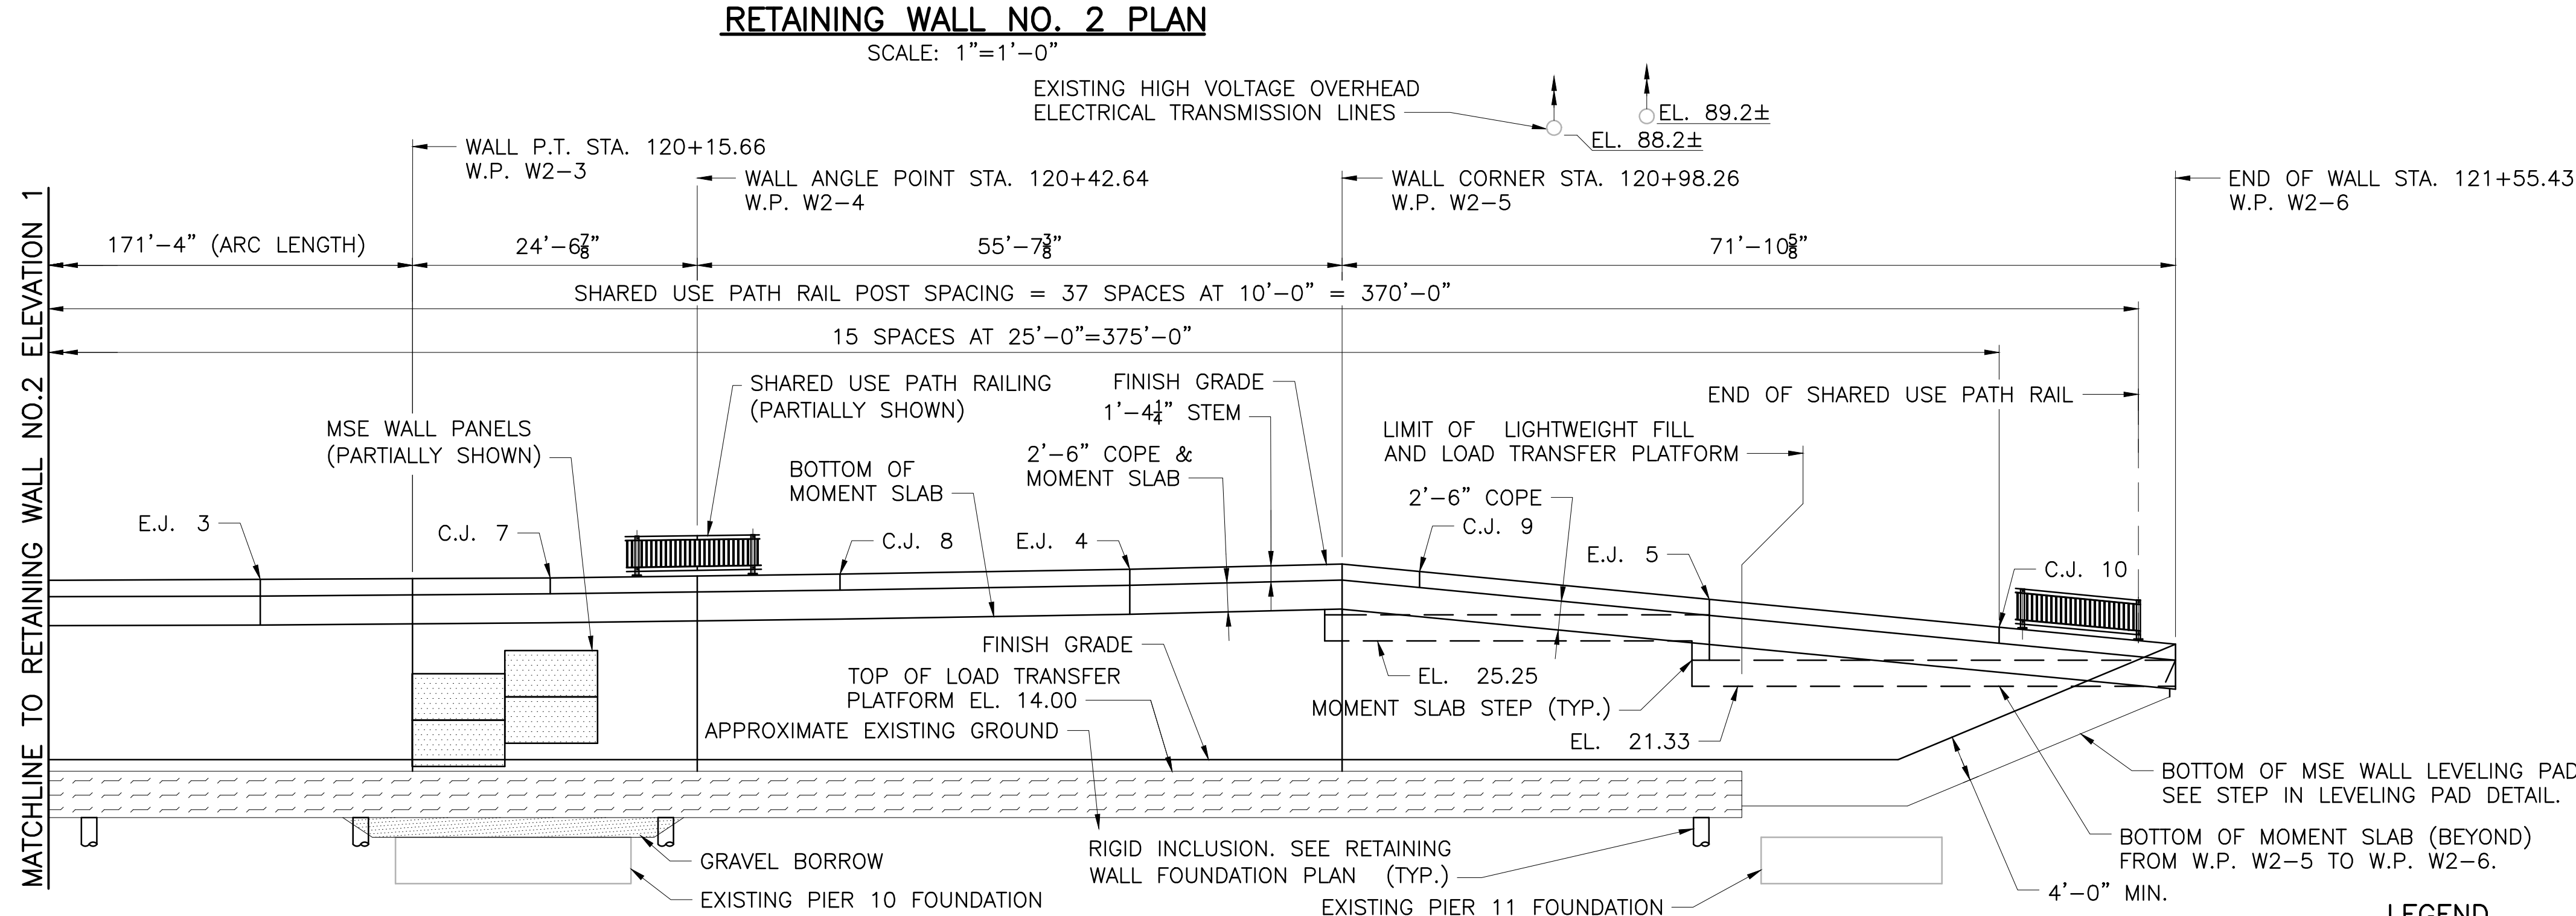 RETAINING WALL NO. 2 PLAN
SCALE: 1"=1'-0"
EXISTING HIGH VOLTAGE OVERHEAD
ELECTRICAL TRANSMISSION LINES
EL. 89.2±
EL. 88.2±
WALL P.T. STA. 120+15.66
W.P. W2-3
WALL ANGLE POINT STA. 120+42.64
W.P. W2-4
WALL CORNER STA. 120+98.26
W.P. W2-5
END OF WALL STA. 121+55.43
W.P. W2-6
MATCHLINE TO RETAINING WALL NO.2 ELEVATION 1
171'-4" (ARC LENGTH)
24'-6 7/8"
55'-7 3/8"
71'-10 5/8"
SHARED USE PATH RAIL POST SPACING = 37 SPACES AT 10'-0" = 370'-0"
15 SPACES AT 25'-0"=375'-0"
SHARED USE PATH RAILING
(PARTIALLY SHOWN)
FINISH GRADE
1'-4 1/4" STEM
END OF SHARED USE PATH RAIL
MSE WALL PANELS
(PARTIALLY SHOWN)
LIMIT OF LIGHTWEIGHT FILL
AND LOAD TRANSFER PLATFORM
2'-6" COPE &
MOMENT SLAB
BOTTOM OF
MOMENT SLAB
2'-6" COPE
E.J. 3
C.J. 7
C.J. 8
E.J. 4
C.J. 9
E.J. 5
C.J. 10
FINISH GRADE
TOP OF LOAD TRANSFER
PLATFORM EL. 14.00
APPROXIMATE EXISTING GROUND
EL. 25.25
MOMENT SLAB STEP (TYP.)
EL. 21.33
BOTTOM OF MSE WALL LEVELING PAD
SEE STEP IN LEVELING PAD DETAIL.
BOTTOM OF MOMENT SLAB (BEYOND)
FROM W.P. W2-5 TO W.P. W2-6.
4'-0" MIN.
GRAVEL BORROW
EXISTING PIER 10 FOUNDATION
RIGID INCLUSION. SEE RETAINING
WALL FOUNDATION PLAN (TYP.)
EXISTING PIER 11 FOUNDATION
LEGEND